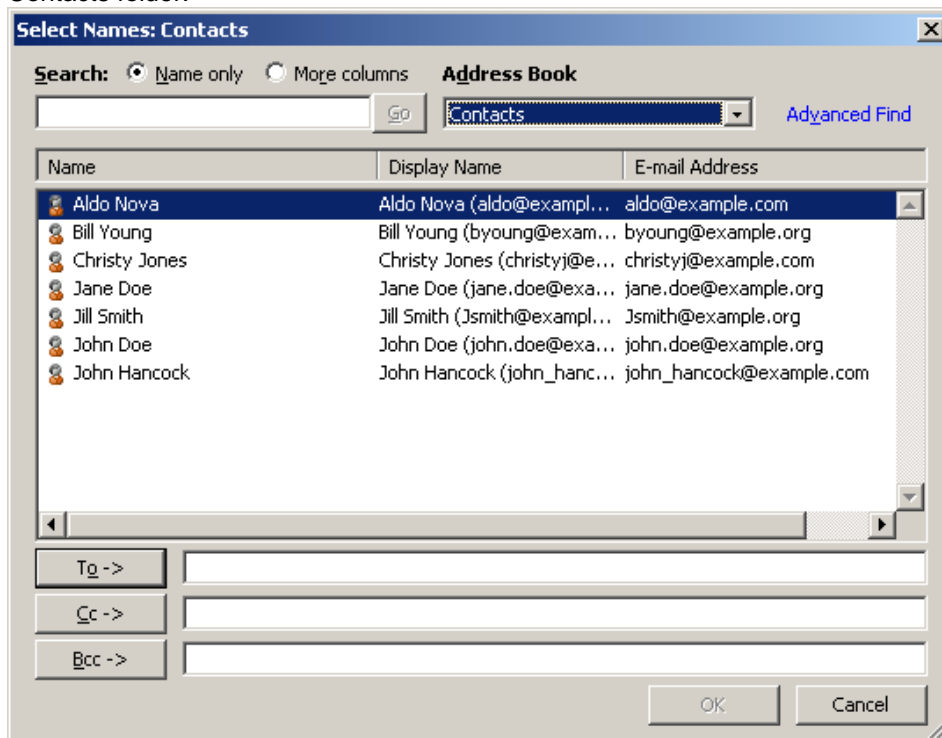 Contacts folder.
Select Names: Contacts
Search: Name only More columns Address Book
Go Contacts Advanced Find
Name Display Name E-mail Address
Aldo Nova Aldo Nova (aldo@exampl... aldo@example.com
Bill Young Bill Young (byoung@exam... byoung@example.org
Christy Jones Christy Jones (christyj@e... christyj@example.com
Jane Doe Jane Doe (jane.doe@exa... jane.doe@example.org
Jill Smith Jill Smith (Jsmith@exampl... Jsmith@example.org
John Doe John Doe (john.doe@exa... john.doe@example.org
John Hancock John Hancock (john_hanc... john_hancock@example.com
To ->
Cc ->
Bcc ->
OK Cancel